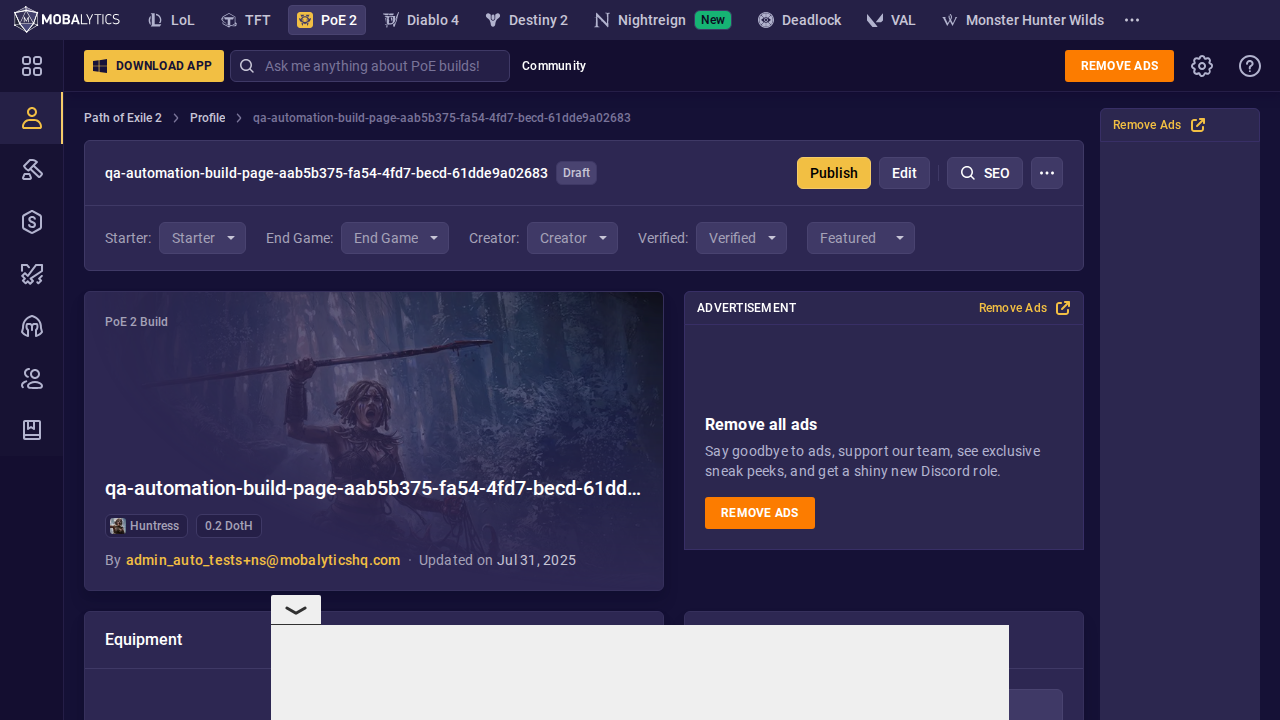 MOBALYTICS LoL TFT PoE 2 Diablo 4 Destiny 2 Nightreign New Deadlock VAL Monster Hunter Wilds
DOWNLOAD APP Ask me anything about PoE builds! Community REMOVE ADS
Path of Exile 2 Profile qa-automation-build-page-aab5b375-fa54-4fd7-becd-61dde9a02683
Remove Ads
qa-automation-build-page-aab5b375-fa54-4fd7-becd-61dde9a02683 Draft Publish Edit SEO
Starter: Starter End Game: End Game Creator: Creator Verified: Verified Featured
PoE 2 Build
qa-automation-build-page-aab5b375-fa54-4fd7-becd-61dd...
Huntress 0.2 DotH
By admin_auto_tests+ns@mobalyticshq.com · Updated on Jul 31, 2025
ADVERTISEMENT Remove Ads
Remove all ads
Say goodbye to ads, support our team, see exclusive
sneak peeks, and get a shiny new Discord role.
REMOVE ADS
Equipment